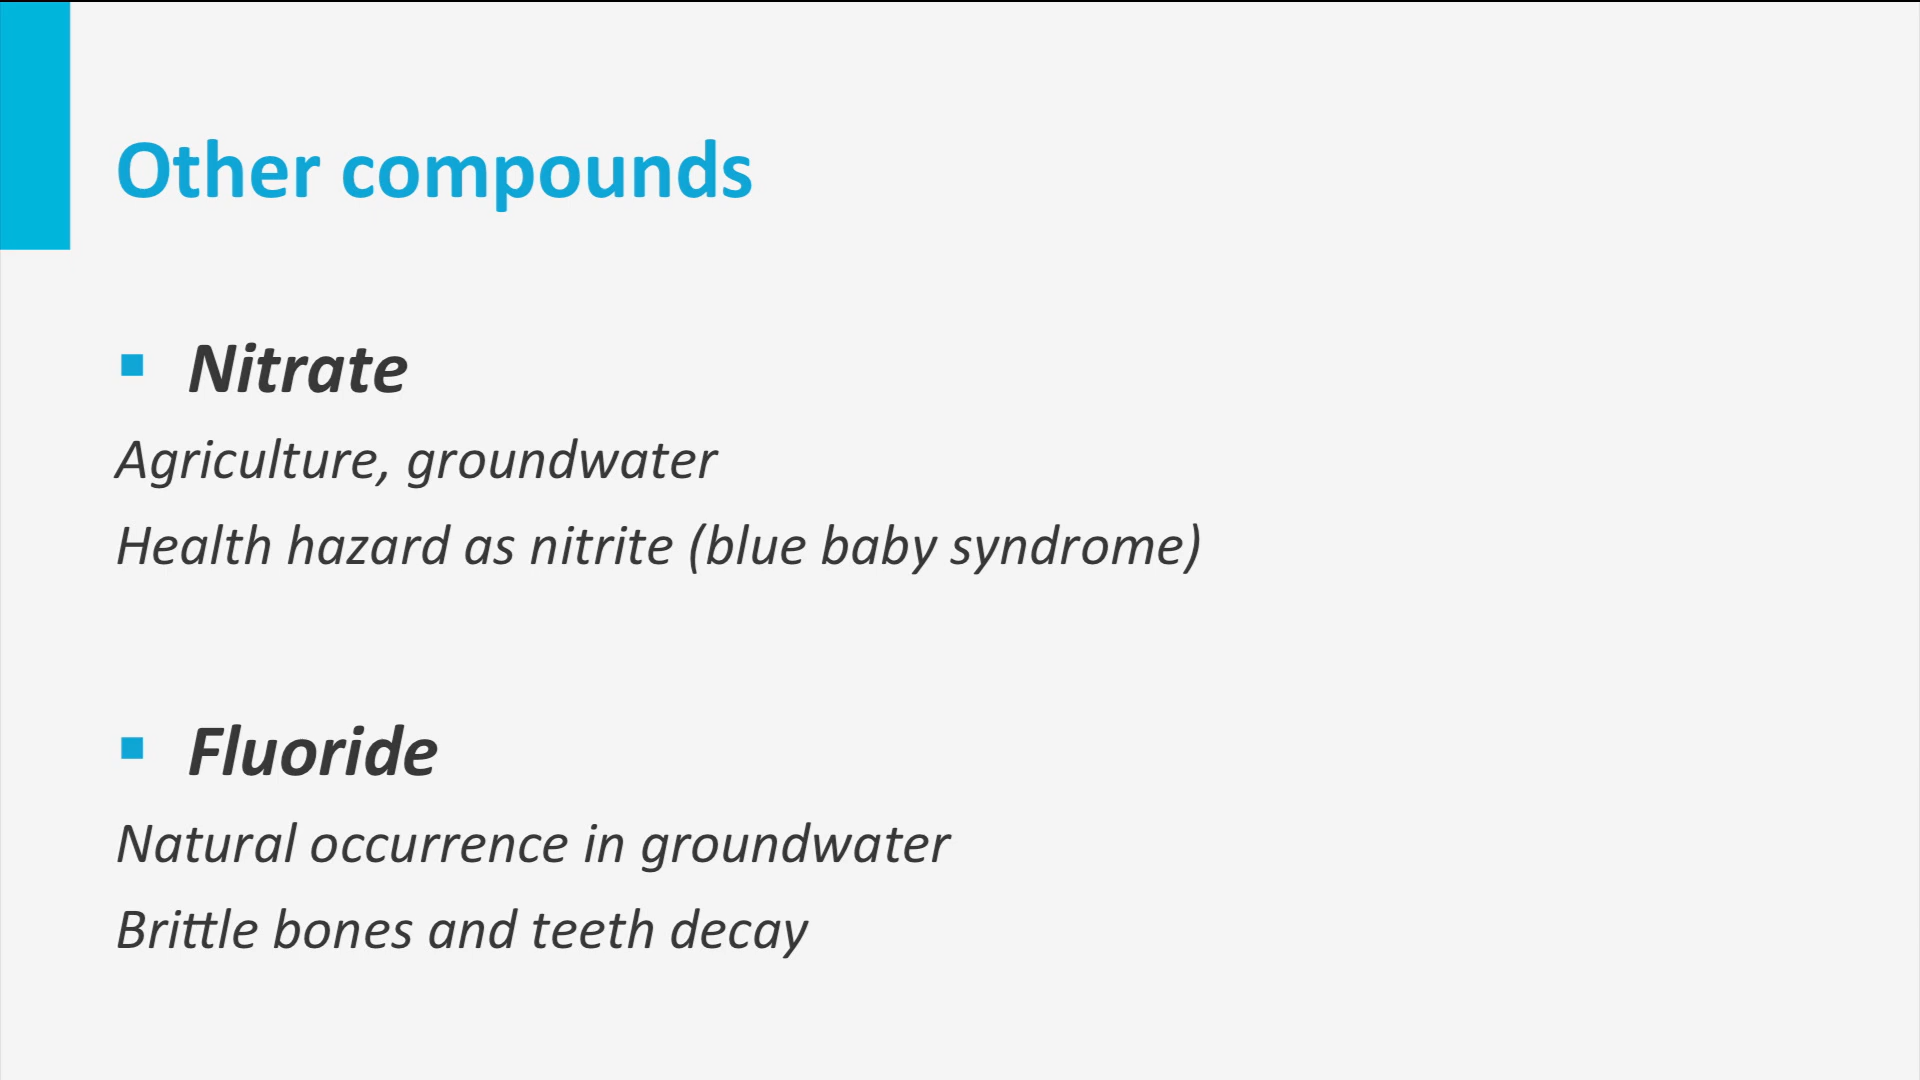 Other compounds
▪ Nitrate
Agriculture, groundwater
Health hazard as nitrite (blue baby syndrome)
▪ Fluoride
Natural occurrence in groundwater
Brittle bones and teeth decay